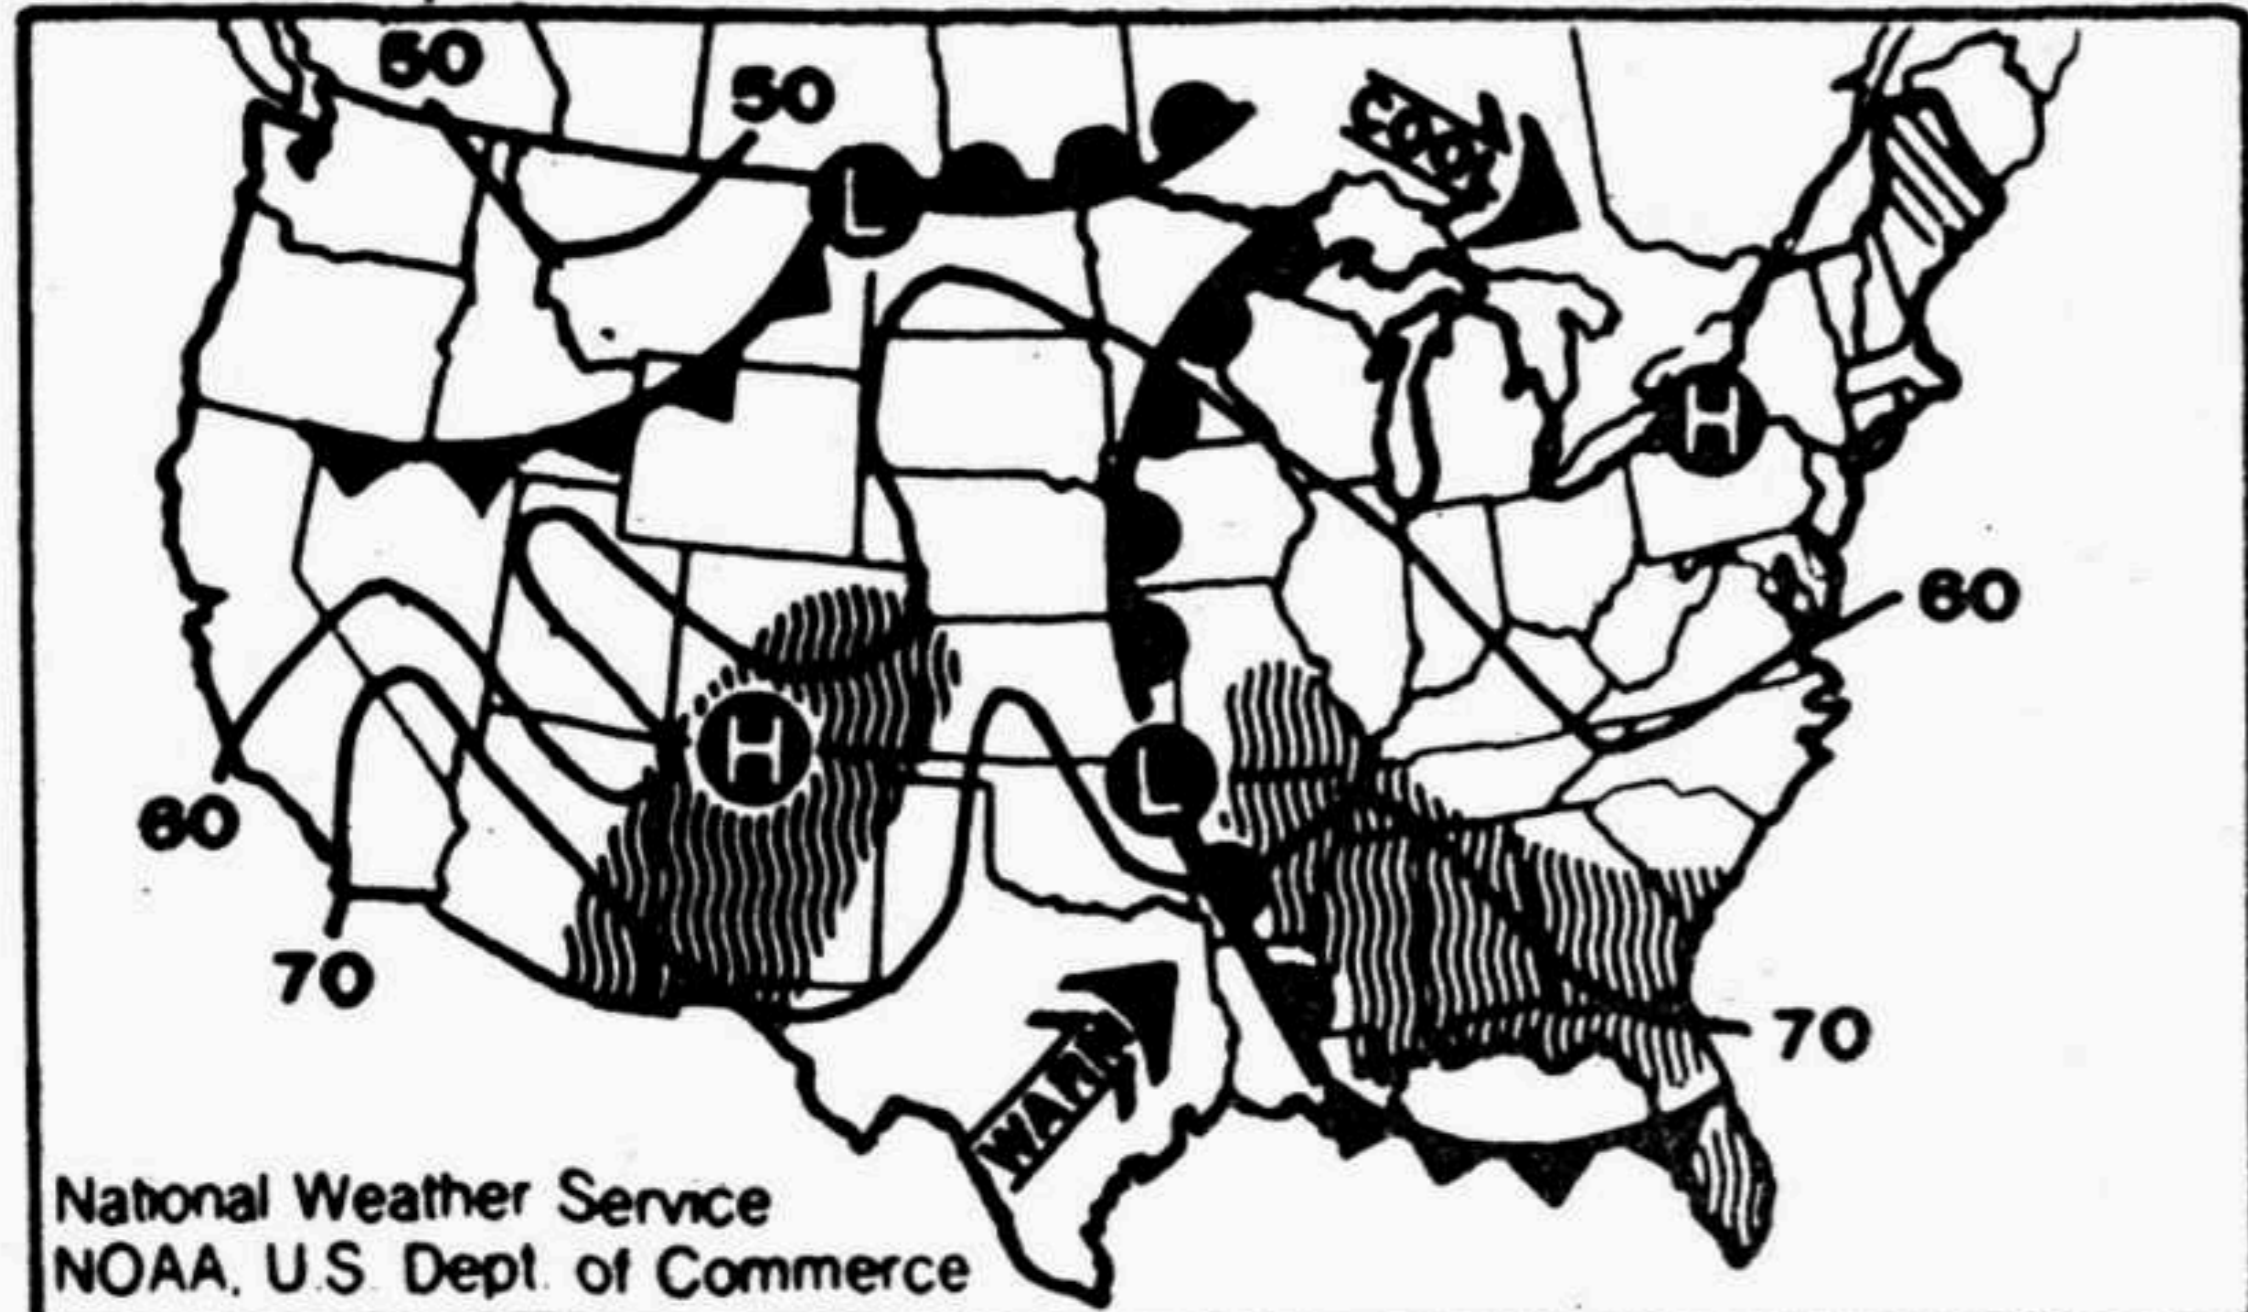 50
50
COOL
L
H
60
H
L
60
70
70
WARM
National Weather Service
NOAA, U.S. Dept. of Commerce